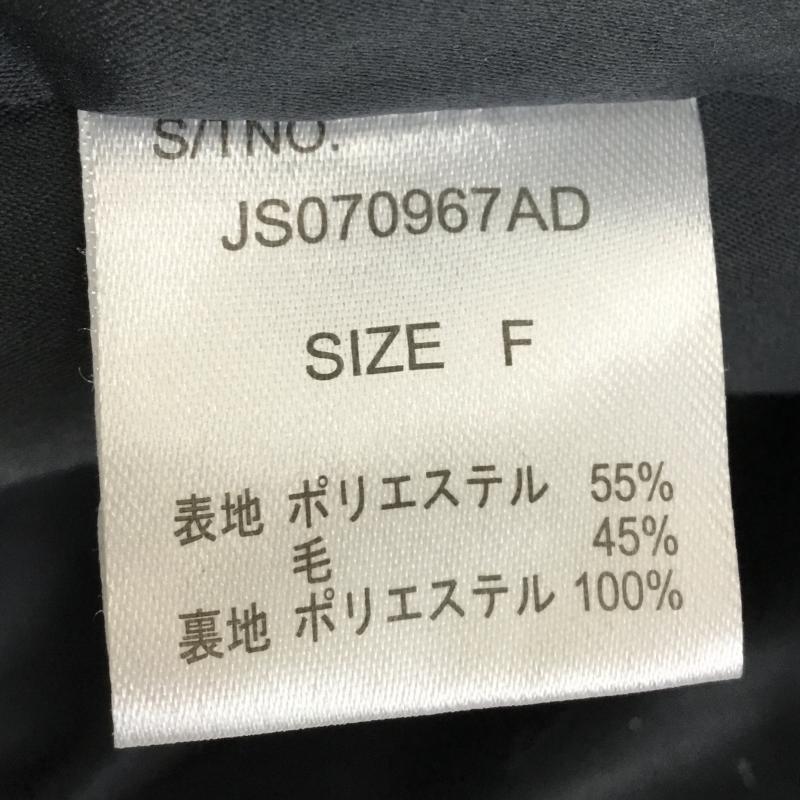 S/TNO.
JS070967AD
SIZE F
表地 ポリエステル 55%
毛 45%
裏地 ポリエステル 100%